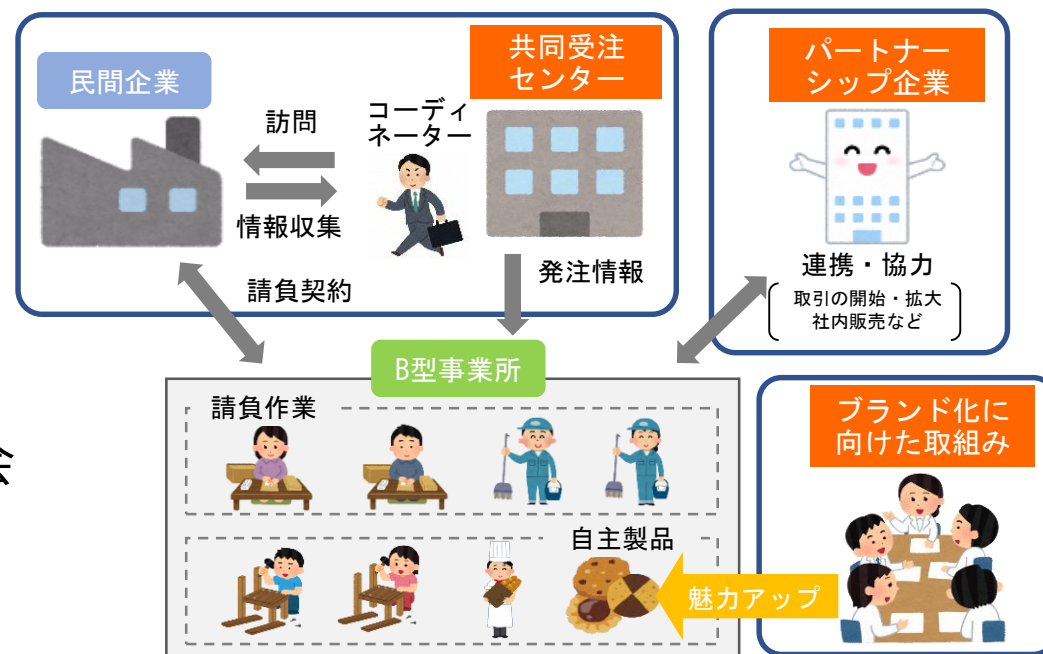 共同受注
センター
パートナー
シップ企業
民間企業
コーディ
ネーター
訪問
情報収集
請負契約
発注情報
連携・協力
取引の開始・拡大
社内販売など
B型事業所
請負作業
ブランド化に
向けた取組み
会
自主製品
魅力アップ